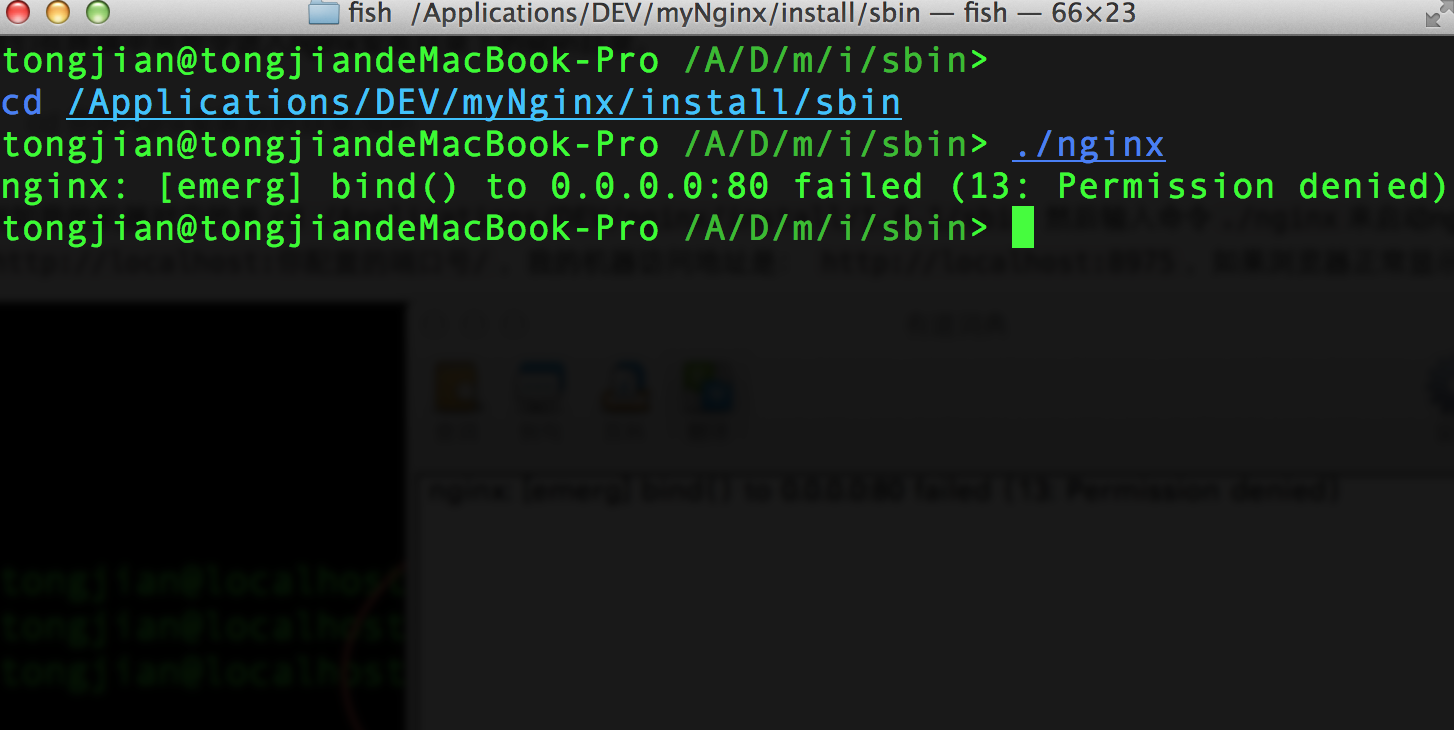 fish /Applications/DEV/myNginx/install/sbin — fish — 66×23
tongjian@tongjiandeMacBook-Pro /A/D/m/i/sbin>
cd /Applications/DEV/myNginx/install/sbin
tongjian@tongjiandeMacBook-Pro /A/D/m/i/sbin> ./nginx
nginx: [emerg] bind() to 0.0.0.0:80 failed (13: Permission denied)
tongjian@tongjiandeMacBook-Pro /A/D/m/i/sbin>
nginx: [emerg] bind() to 0.0.0.0:80 failed (13: Permission denied)
tongjian@localhost
tongjian@localhost
tongjian@localhost